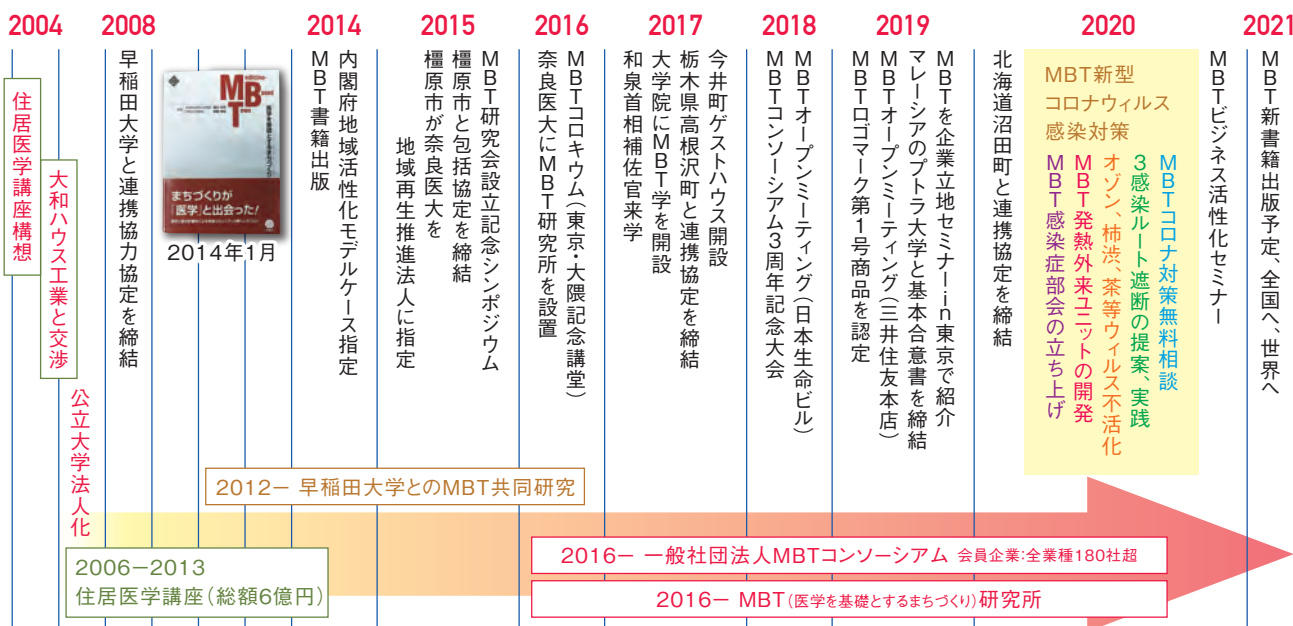 2004
2008
2014
2015
2016
2017
2018
2019
2020
2021
住居医学講座構想
大和ハウス工業と交渉
公立大学法人化
早稲田大学と連携協力協定を締結
MBT
まちづくりが
「医学」と出会った!
2014年1月
MBT書籍出版
内閣府地域活性化モデルケース指定
地域再生推進法人に指定
橿原市が奈良医大を
橿原市と包括協定を締結
MBT研究会設立記念シンポジウム
奈良医大にMBT研究所を設置
MBTコロキウム(東京・大隈記念講堂)
和泉首相補佐官来学
大学院にMBT学を開設
栃木県高根沢町と連携協定を締結
今井町ゲストハウス開設
MBTコンソーシアム3周年記念大会
MBTオープンミーティング(日本生命ビル)
MBTロゴマーク第1号商品を認定
MBTオープンミーティング(三井住友本店)
マレーシアのプトラ大学と基本合意書を締結
MBTを企業立地セミナーin東京で紹介
北海道沼田町と連携協定を締結
MBT新型
コロナウィルス
感染対策
MBT感染症部会の立ち上げ
MBT発熱外来ユニットの開発
オゾン、柿渋、茶等ウィルス不活化
3感染ルート遮断の提案、実践
MBTコロナ対策無料相談
MBTビジネス活性化セミナー
MBT新書籍出版予定、全国へ、世界へ
2012− 早稲田大学とのMBT共同研究
2006−2013
住居医学講座(総額6億円)
2016− 一般社団法人MBTコンソーシアム 会員企業:全業種180社超
2016− MBT(医学を基礎とするまちづくり)研究所